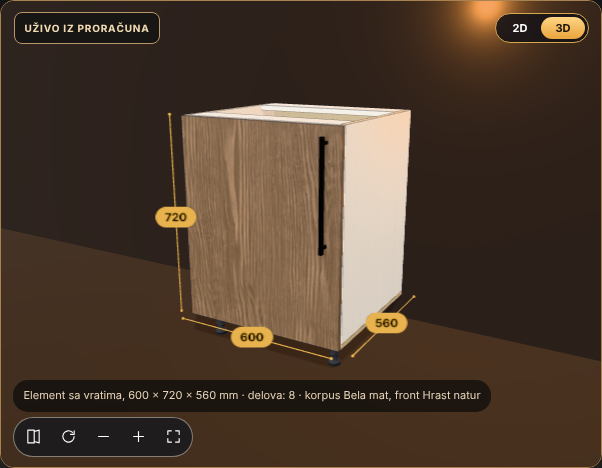 UŽIVO IZ PRORAČUNA
2D
3D
720
600
560
Element sa vratima, 600 × 720 × 560 mm · delova: 8 · korpus Bela mat, front Hrast natur